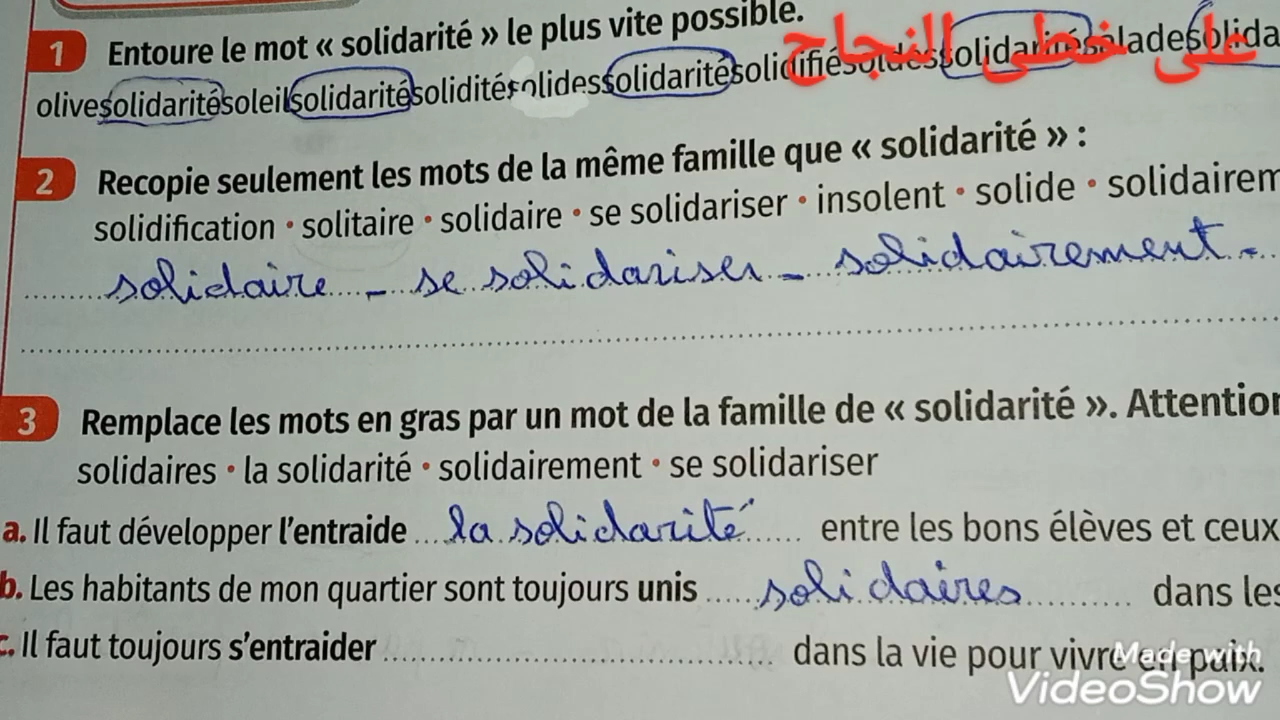 1 Entoure le mot « solidarité » le plus vite possible.
على خطى النجاح
olivesolidaritésoleilsolidaritésolidité solidessolidaritésolidifiésoldessolidaritésaladesolida
2 Recopie seulement les mots de la même famille que « solidarité » :
solidification • solitaire • solidaire • se solidariser • insolent • solide • solidairem
solidaire - se solidariser - solidairement -
3 Remplace les mots en gras par un mot de la famille de « solidarité ». Attention
solidaires • la solidarité • solidairement • se solidariser
a. Il faut développer l'entraide la solidarité entre les bons élèves et ceux
b. Les habitants de mon quartier sont toujours unis solidaires dans les
c. Il faut toujours s'entraider dans la vie pour vivre en paix.
Made with
VideoShow